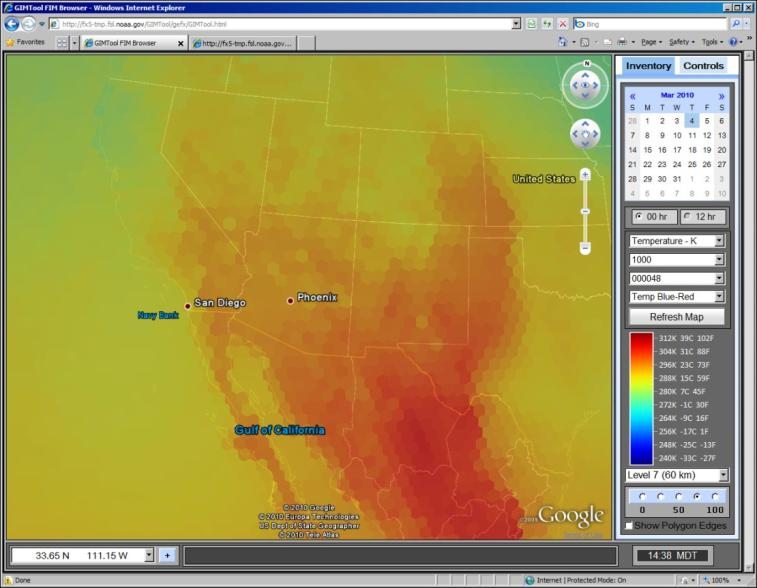 GIMTool FIM Browser - Windows Internet Explorer
http://fx5-tmp.fsl.noaa.gov/GIMTool/gefx/GIMTool.html
Bing
Favorites
GIMTool FIM Browser
http://fx5-tmp.fsl.noaa.gov...
Page
Safety
Tools
Inventory Controls
N
« Mar 2010 »
S M T W T F S
28 1 2 3 4 5 6
7 8 9 10 11 12 13
14 15 16 17 18 19 20
21 22 23 24 25 26 27
28 29 30 31 1 2 3
4 5 6 7 8 9 10
00 hr 12 hr
Temperature - K
1000
000048
Temp Blue-Red
Refresh Map
312K 39C 102F
304K 31C 88F
296K 23C 73F
288K 15C 59F
280K 7C 45F
272K -1C 30F
264K -9C 16F
256K -17C 1F
248K -25C -13F
240K -33C -27F
Level 7 (60 km)
0 50 100
Show Polygon Edges
United States
San Diego
Phoenix
Navy Bank
Gulf of California
© 2010 Google
© 2010 Europa Technologies
US Dept of State Geographer
© 2010 Tele Atlas
Google
33.65 N 111.15 W
+
14:38 MDT
Done
Internet | Protected Mode: On
100%